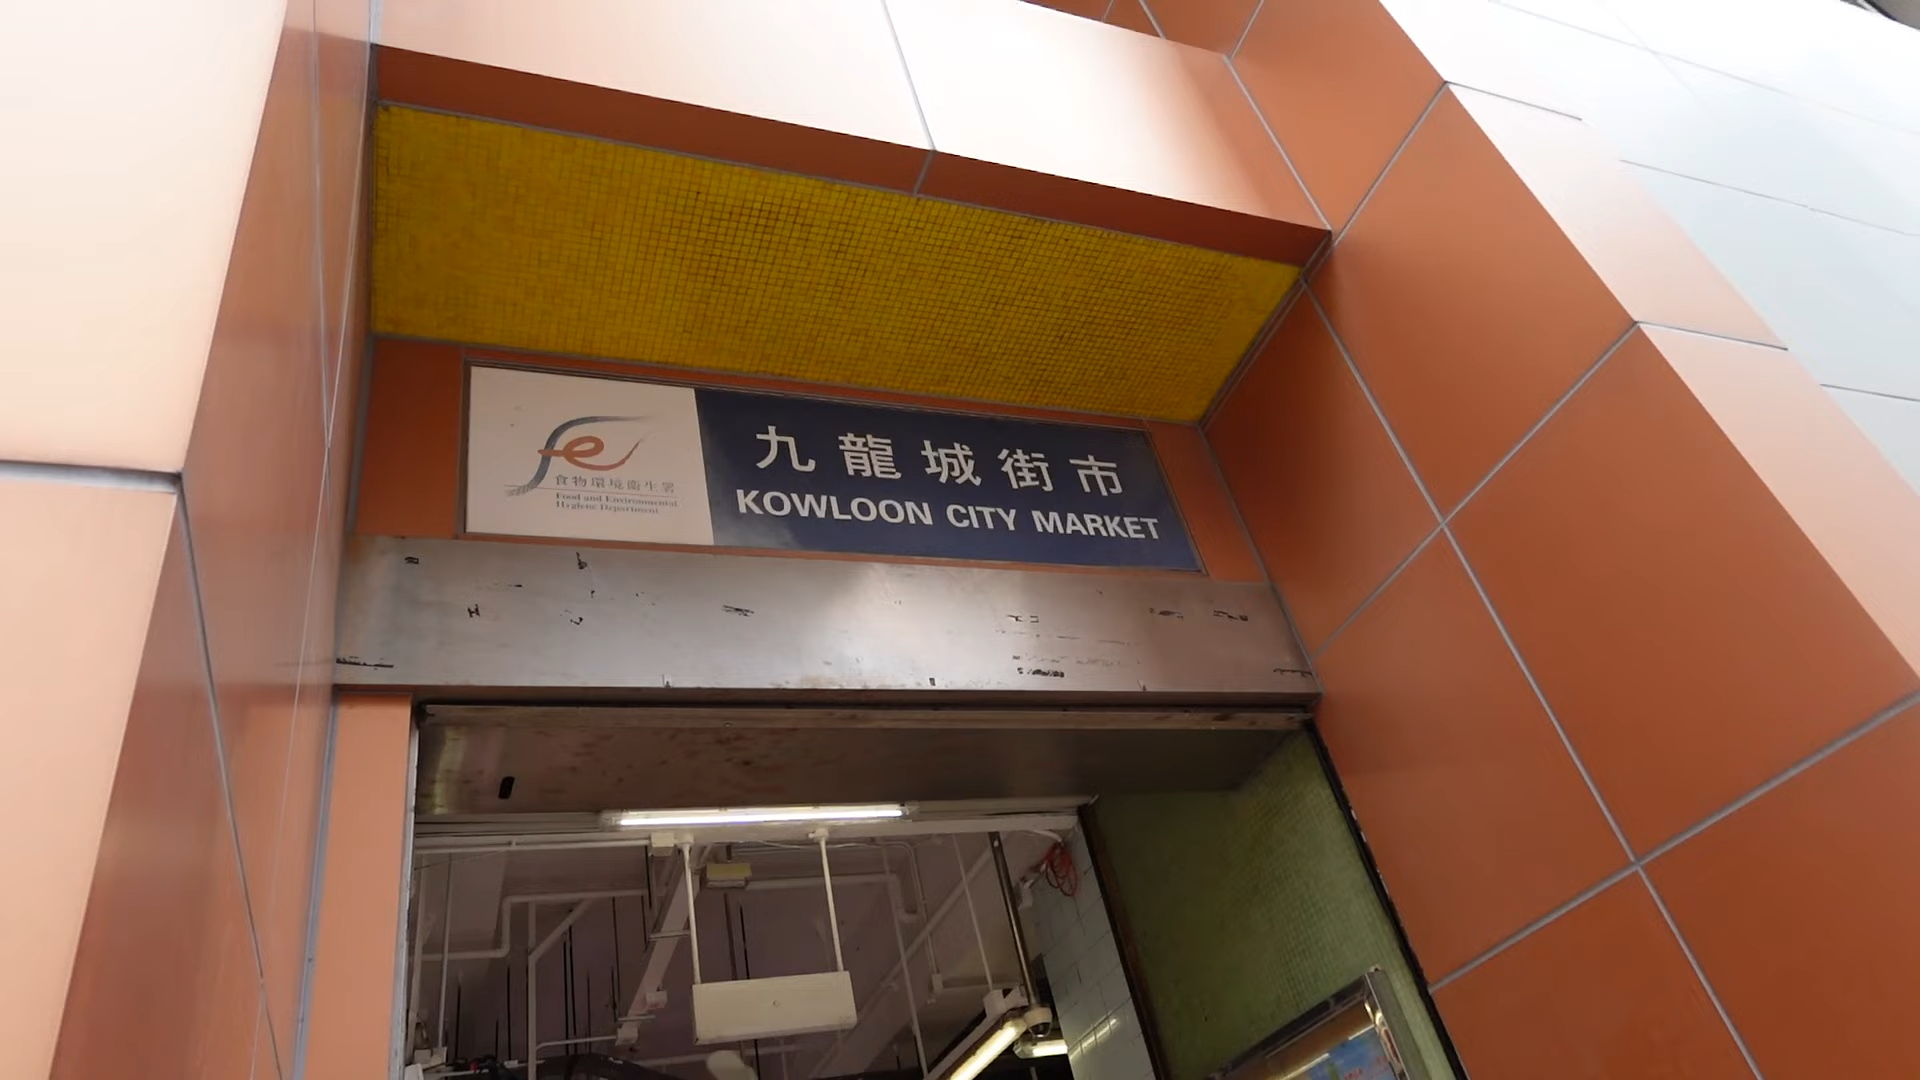 食物環境衞生署
Food and Environmental
Hygiene Department
九龍城街市
KOWLOON CITY MARKET